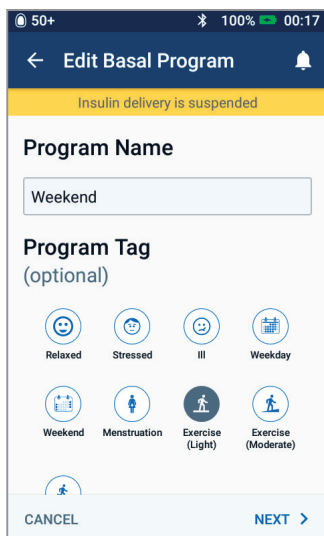 50+ 100% 00:17
Edit Basal Program
Insulin delivery is suspended
Program Name
Weekend
Program Tag
(optional)
Relaxed Stressed Ill Weekday
Weekend Menstruation Exercise (Light) Exercise (Moderate)
CANCEL NEXT